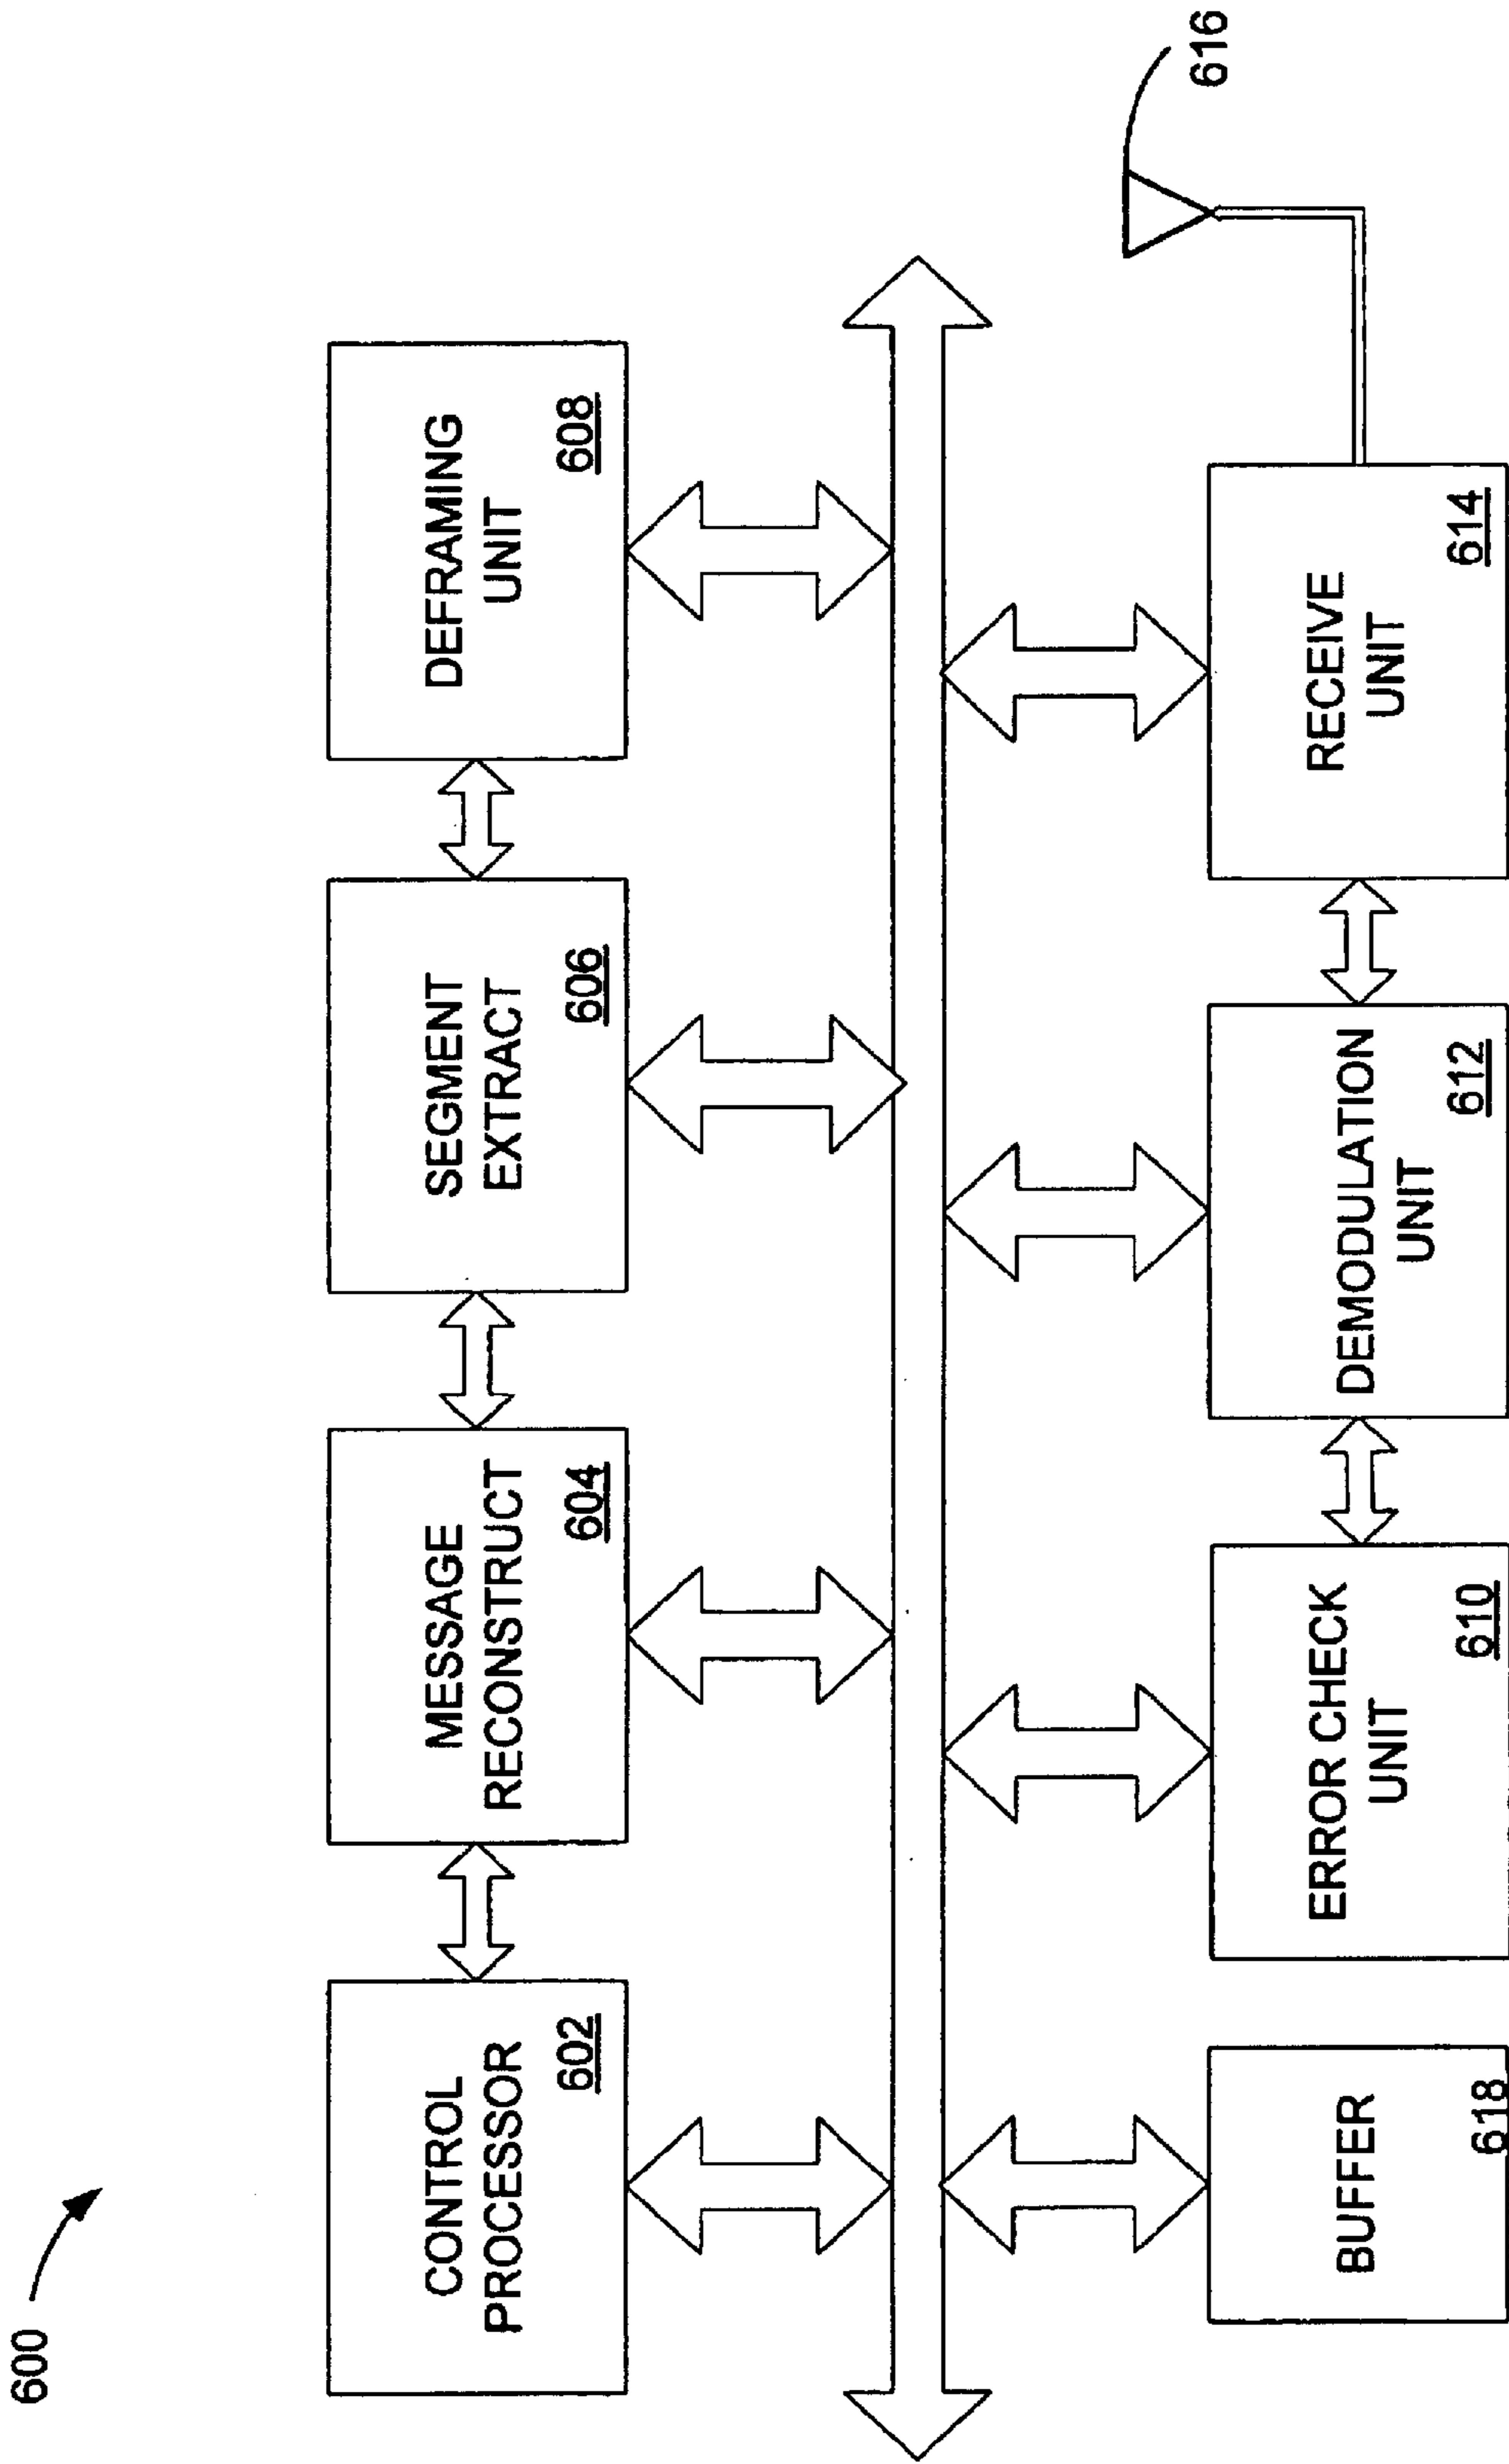 600
CONTROL
PROCESSOR
602
MESSAGE
RECONSTRUCT
604
SEGMENT
EXTRACT
606
DEFRAMING
UNIT
608
BUFFER
618
ERROR CHECK
UNIT
610
DEMODULATION
UNIT
612
RECEIVE
UNIT
614
616